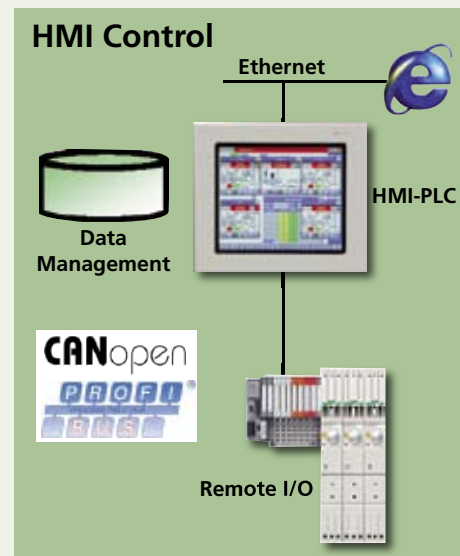 HMI Control
Ethernet
HMI-PLC
Data
Management
CANopen
PROFI®
BUS
Remote I/O